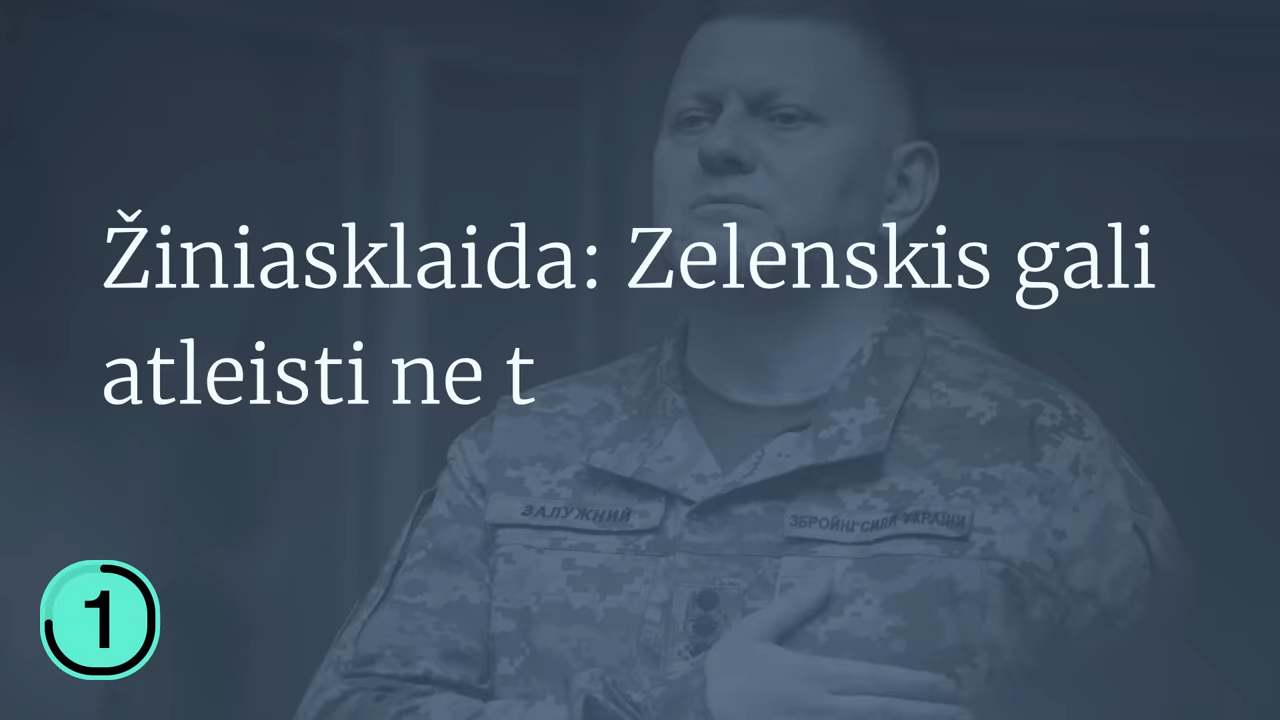 Žiniasklaida: Zelenskis gali
atleisti ne t
ЗАЛУЖНИЙ
ЗБРОЙНІ СИЛИ УКРАЇНИ
1